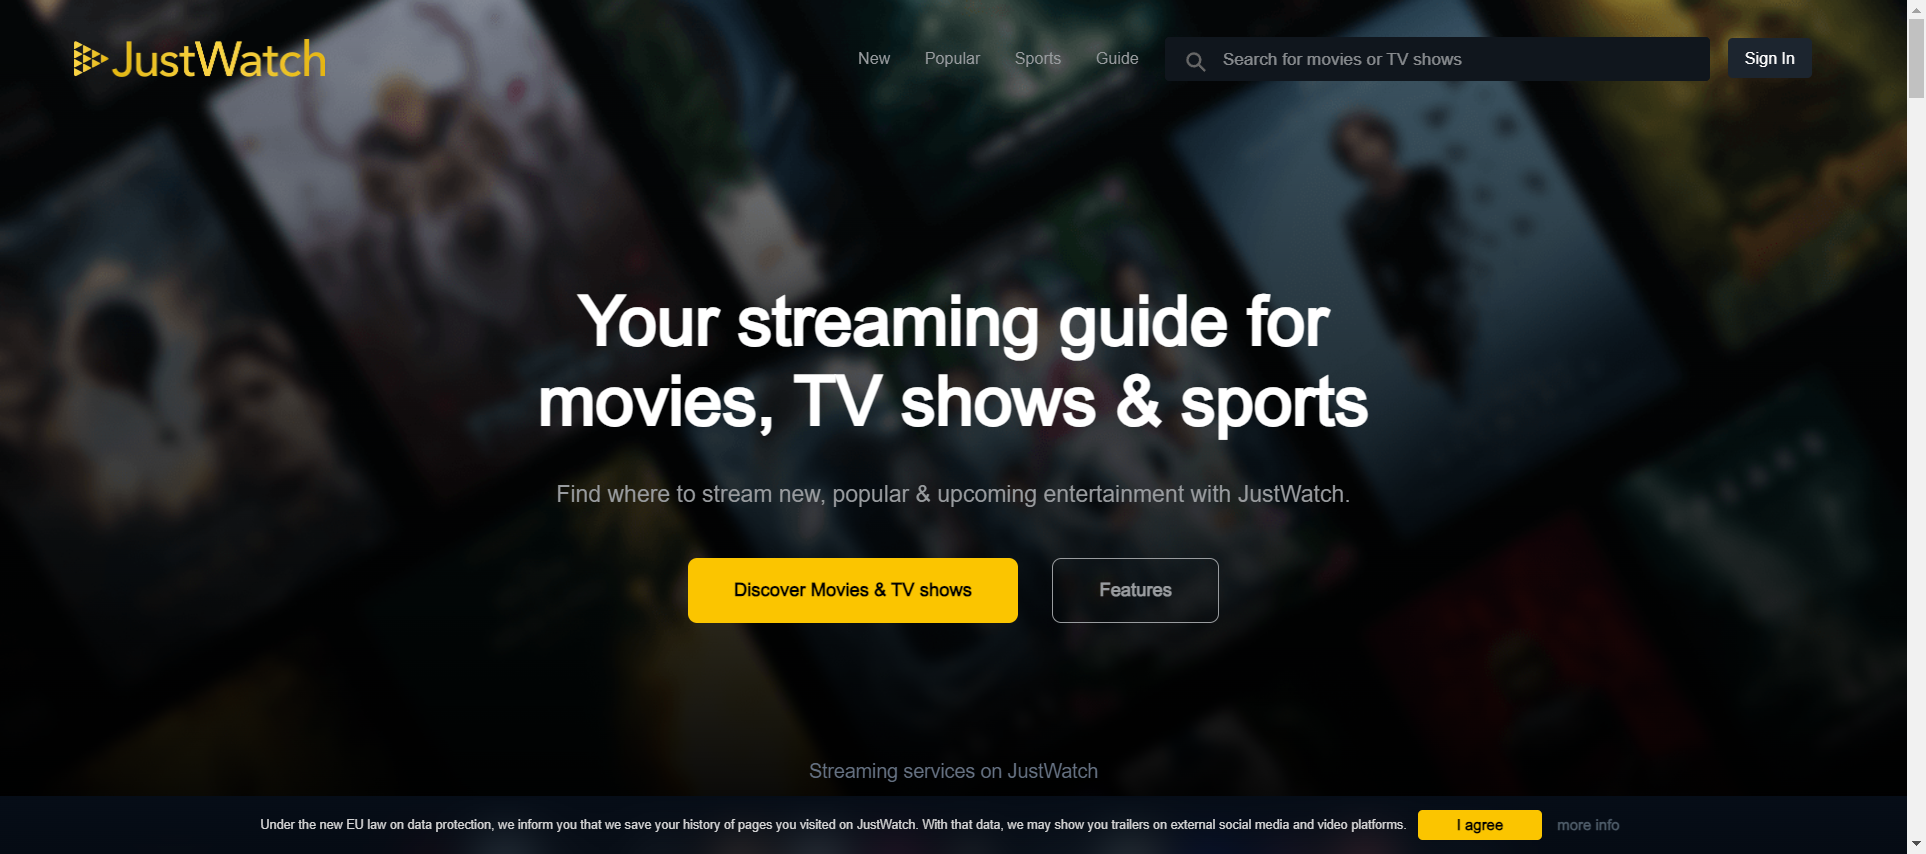 JustWatch
New
Popular
Sports
Guide
Search for movies or TV shows
Sign In
Your streaming guide for
movies, TV shows & sports
Find where to stream new, popular & upcoming entertainment with JustWatch.
Discover Movies & TV shows
Features
Streaming services on JustWatch
Under the new EU law on data protection, we inform you that we save your history of pages you visited on JustWatch. With that data, we may show you trailers on external social media and video platforms.
I agree
more info